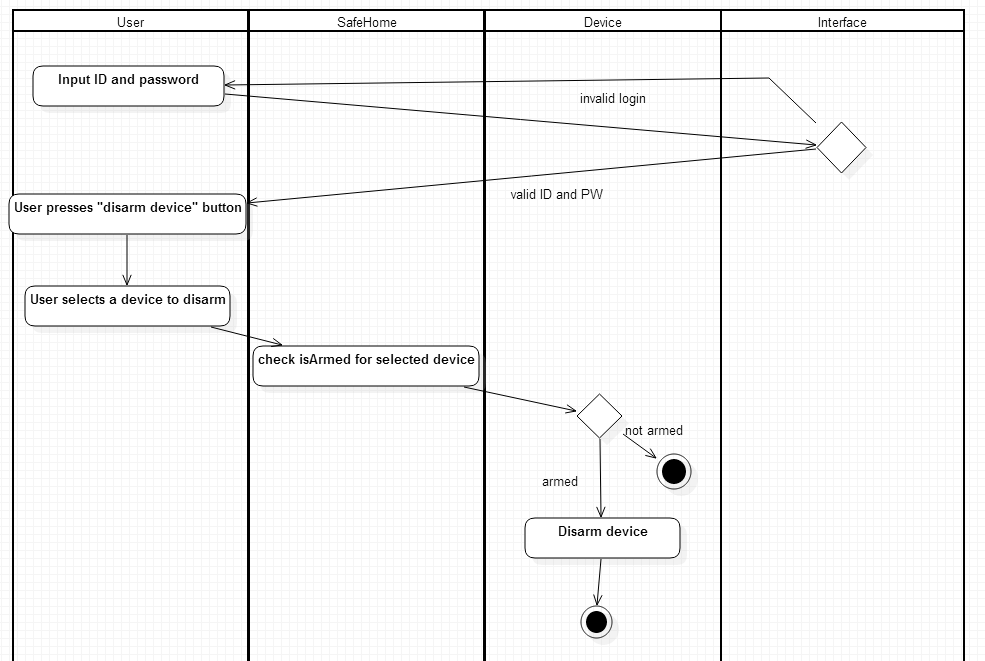 User
SafeHome
Device
Interface
Input ID and password
invalid login
valid ID and PW
User presses "disarm device" button
User selects a device to disarm
check isArmed for selected device
not armed
armed
Disarm device